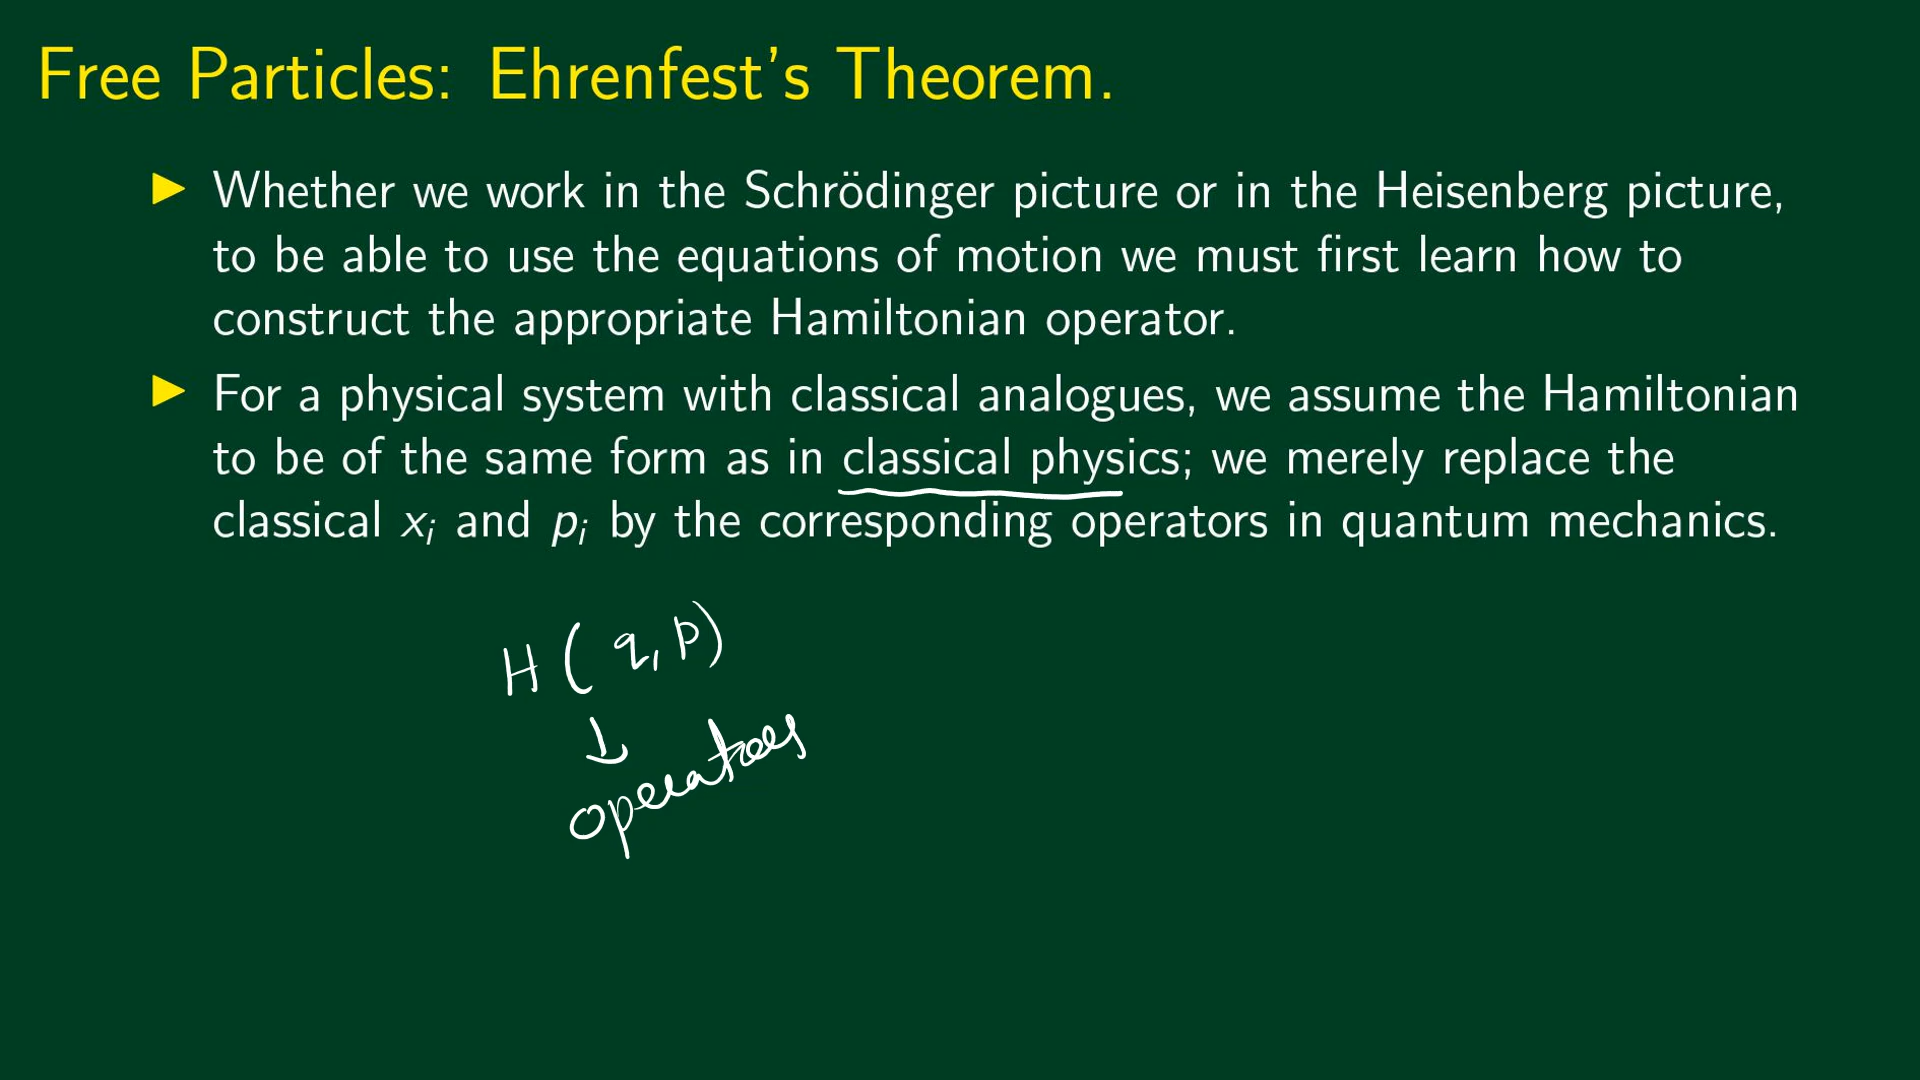 Free Particles: Ehrenfest's Theorem.
Whether we work in the Schrödinger picture or in the Heisenberg picture,
to be able to use the equations of motion we must first learn how to
construct the appropriate Hamiltonian operator.
For a physical system with classical analogues, we assume the Hamiltonian
to be of the same form as in classical physics; we merely replace the
classical xᵢ and pᵢ by the corresponding operators in quantum mechanics.
H ( q, p)
↓
operators